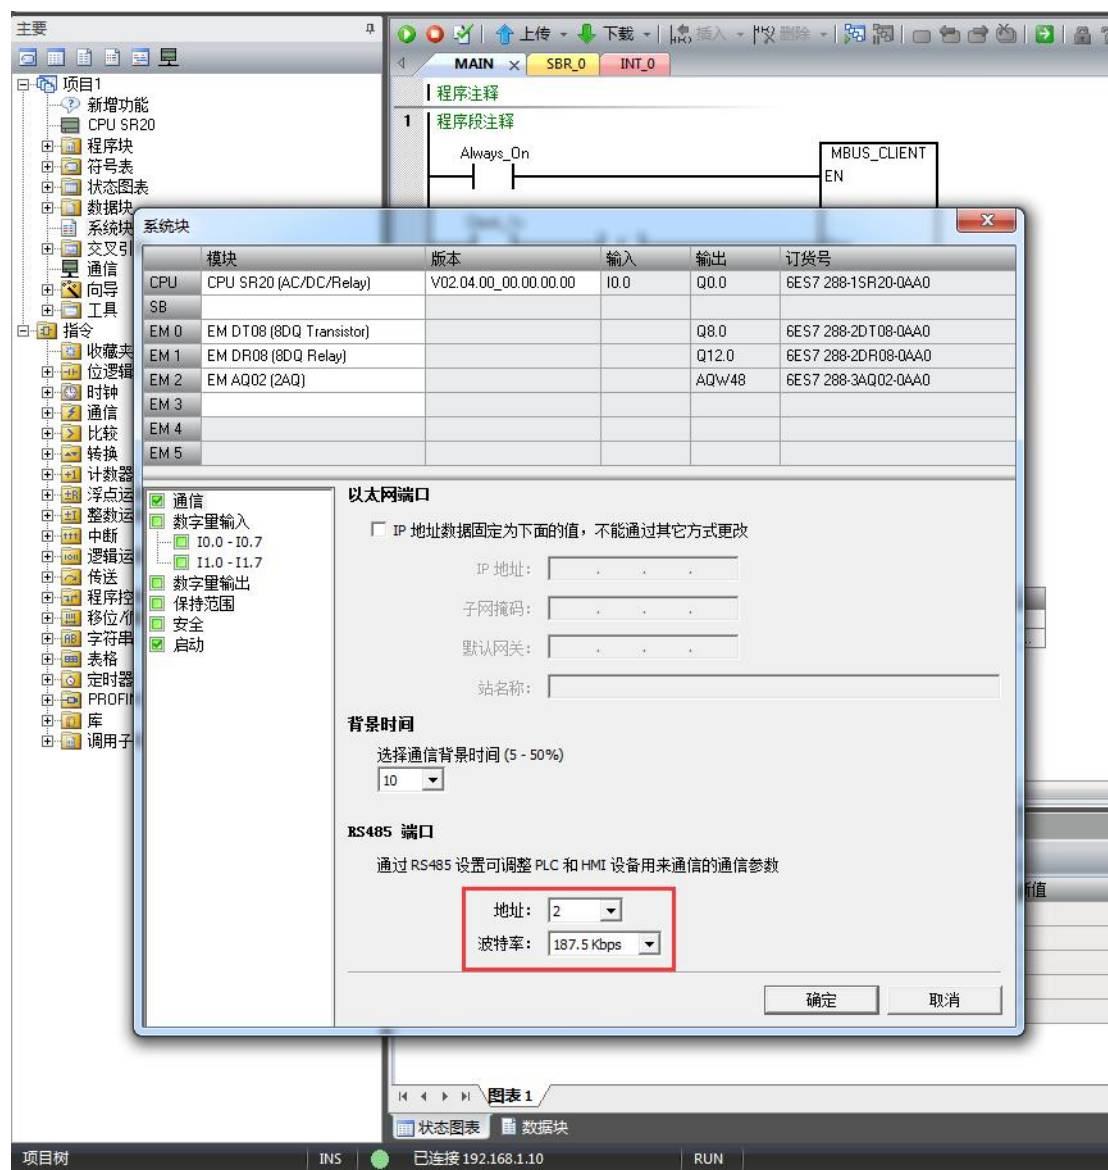 主要
上传
下载
插入
删除
MAIN
SBR_0
INT_0
项目1
新增功能
CPU SR20
程序块
符号表
状态图表
数据块
系统块
交叉引
通信
向导
工具
指令
收藏夹
位逻辑
时钟
通信
比较
转换
计数器
浮点运
整数运
中断
逻辑运
传送
程序控
移位/循
字符串
表格
定时器
PROFIN
库
调用子
程序注释
1 程序段注释
Always_On
MBUS_CLIENT
EN
系统块
模块 版本 输入 输出 订货号
CPU CPU SR20 (AC/DC/Relay) V02.04.00_00.00.00.00 I0.0 Q0.0 6ES7 288-1SR20-0AA0
SB
EM 0 EM DT08 (8DQ Transistor) Q8.0 6ES7 288-2DT08-0AA0
EM 1 EM DR08 (8DQ Relay) Q12.0 6ES7 288-2DR08-0AA0
EM 2 EM AQ02 (2AQ) AQW48 6ES7 288-3AQ02-0AA0
EM 3
EM 4
EM 5
通信
数字量输入
I0.0 - I0.7
I1.0 - I1.7
数字量输出
保持范围
安全
启动
以太网端口
IP 地址数据固定为下面的值，不能通过其它方式更改
IP 地址：
子网掩码：
默认网关：
站名称：
背景时间
选择通信背景时间 (5 - 50%)
10
RS485 端口
通过 RS485 设置可调整 PLC 和 HMI 设备用来通信的通信参数
地址： 2
波特率： 187.5 Kbps
确定 取消
图表 1
状态图表 数据块
项目树 INS 已连接 192.168.1.10 RUN